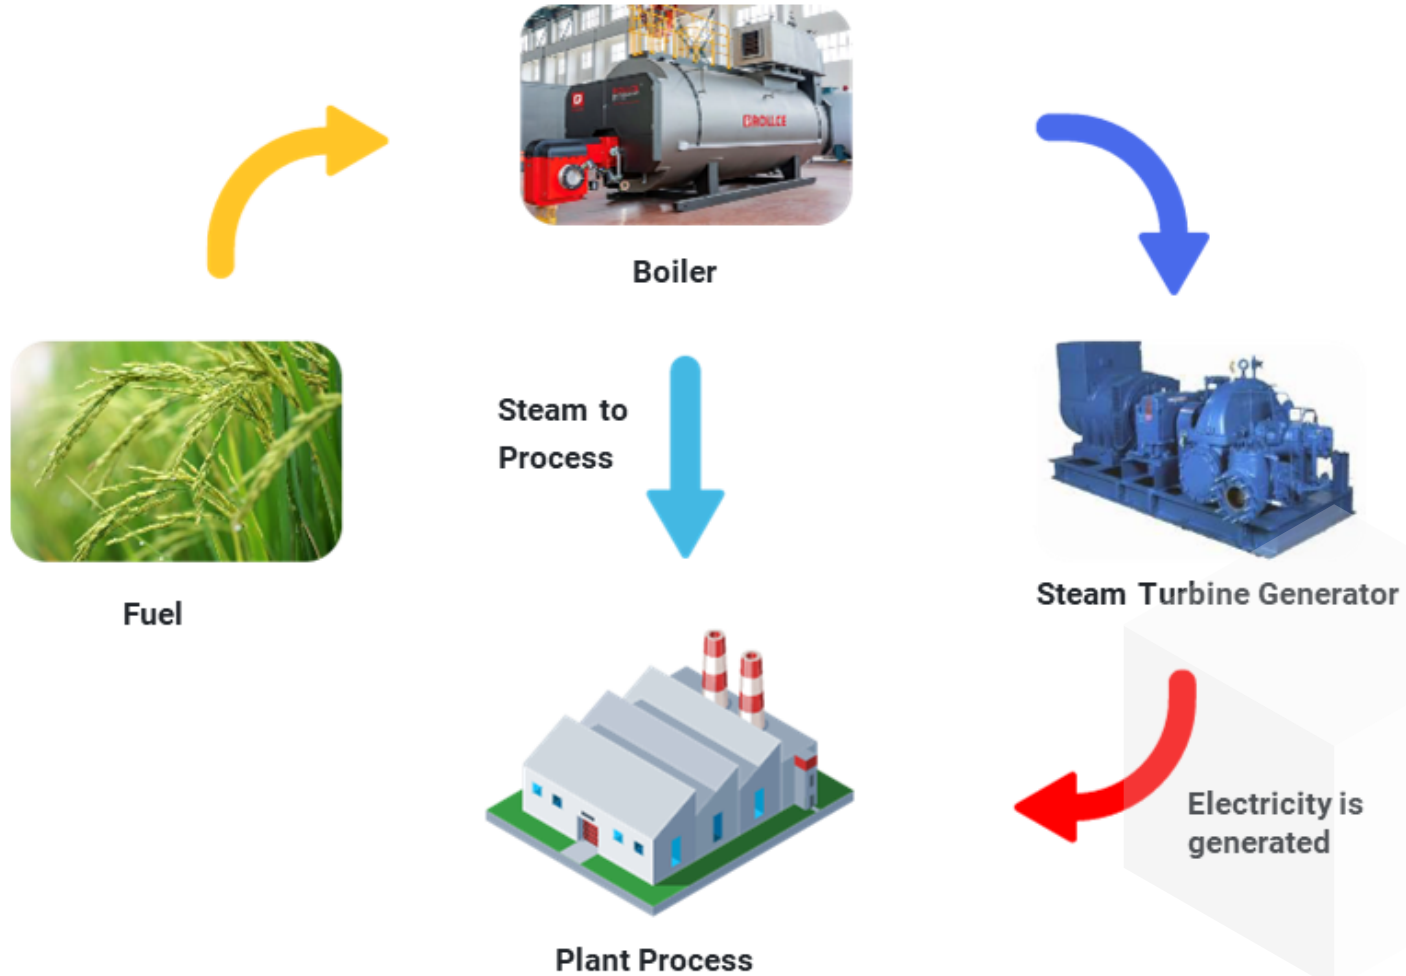 Boiler
Steam to
Process
Fuel
Steam Turbine Generator
Electricity is
generated
Plant Process